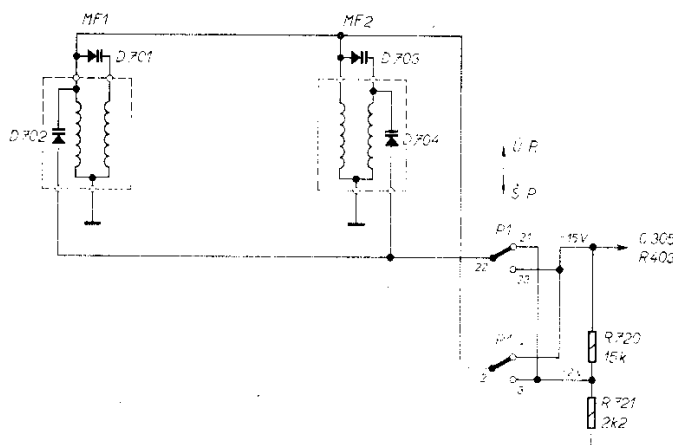 MF1
MF2
D701
D703
D702
D704
Ú.P.
Š.P.
P1
21
22
23
-15V
C305
R403
P1
2
3
R720
15k
R721
2k2